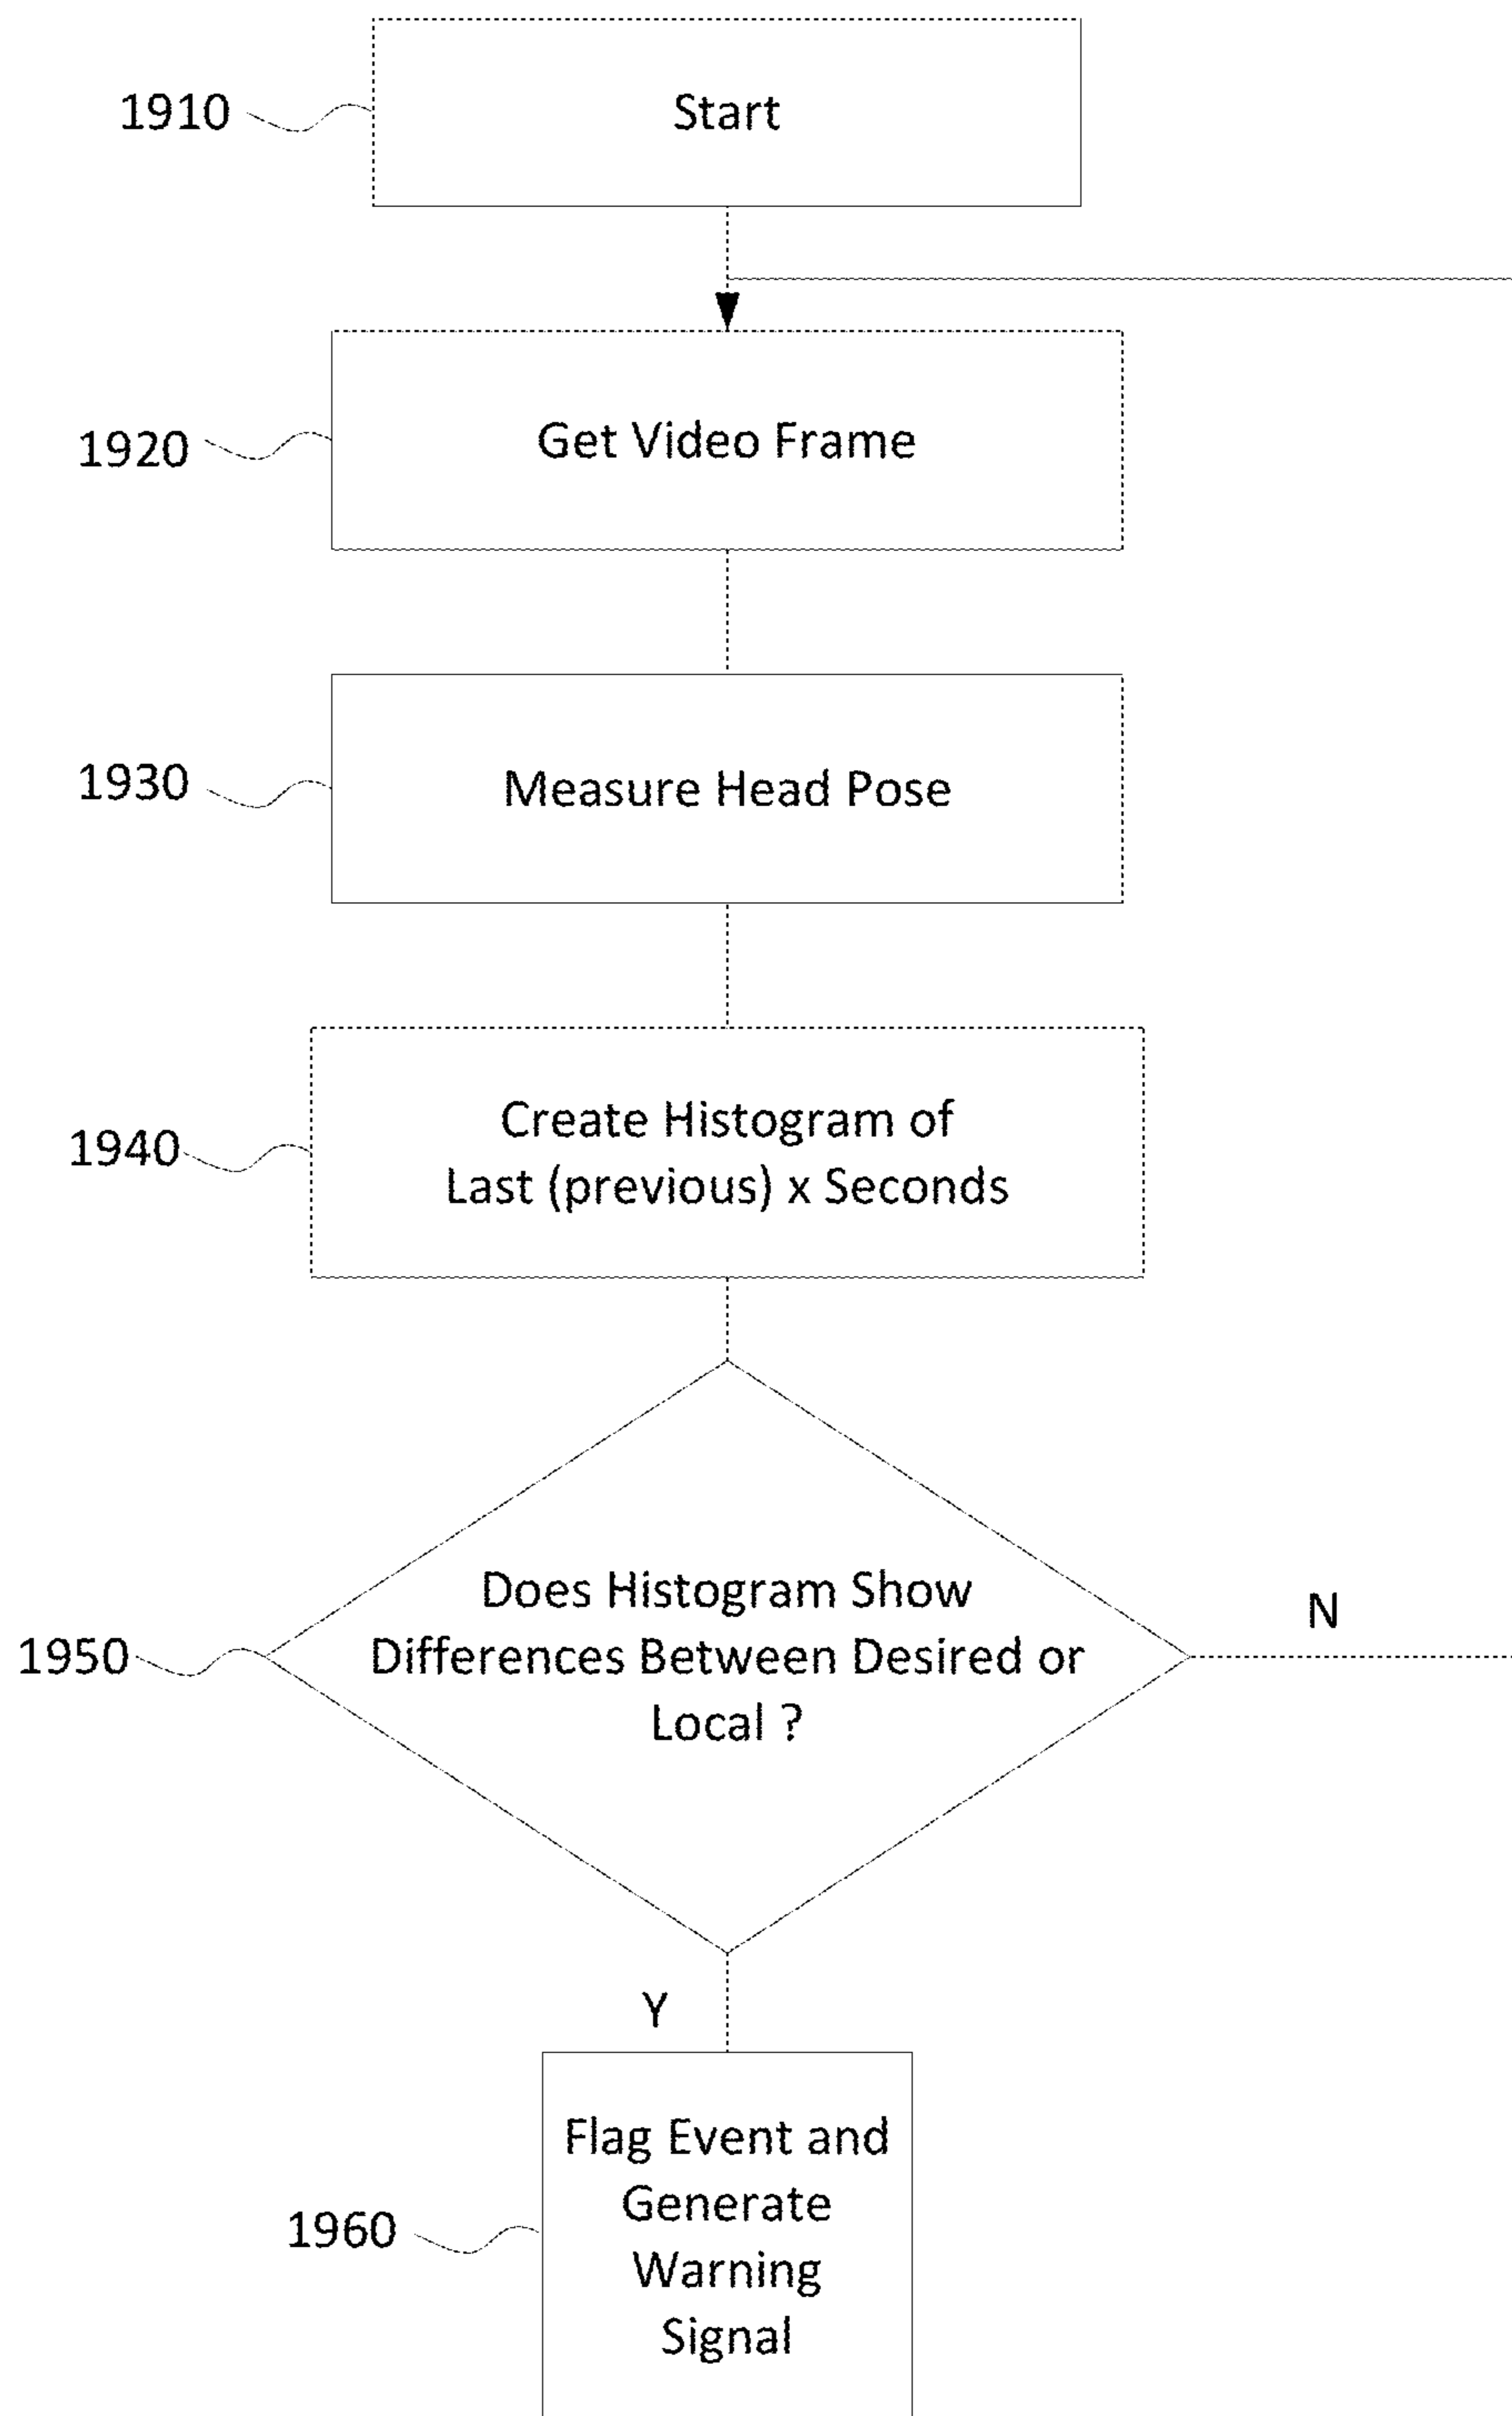 1910
Start
1920
Get Video Frame
1930
Measure Head Pose
1940
Create Histogram of
Last (previous) x Seconds
1950
Does Histogram Show
Differences Between Desired or
Local ?
N
Y
1960
Flag Event and
Generate
Warning
Signal